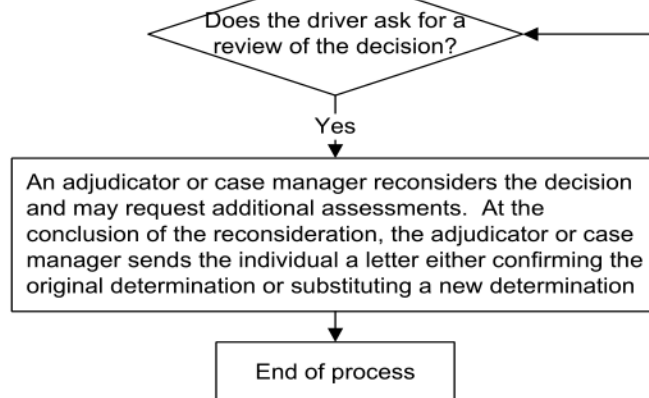 Does the driver ask for a
review of the decision?
Yes
An adjudicator or case manager reconsiders the decision
and may request additional assessments.  At the
conclusion of the reconsideration, the adjudicator or case
manager sends the individual a letter either confirming the
original determination or substituting a new determination
End of process